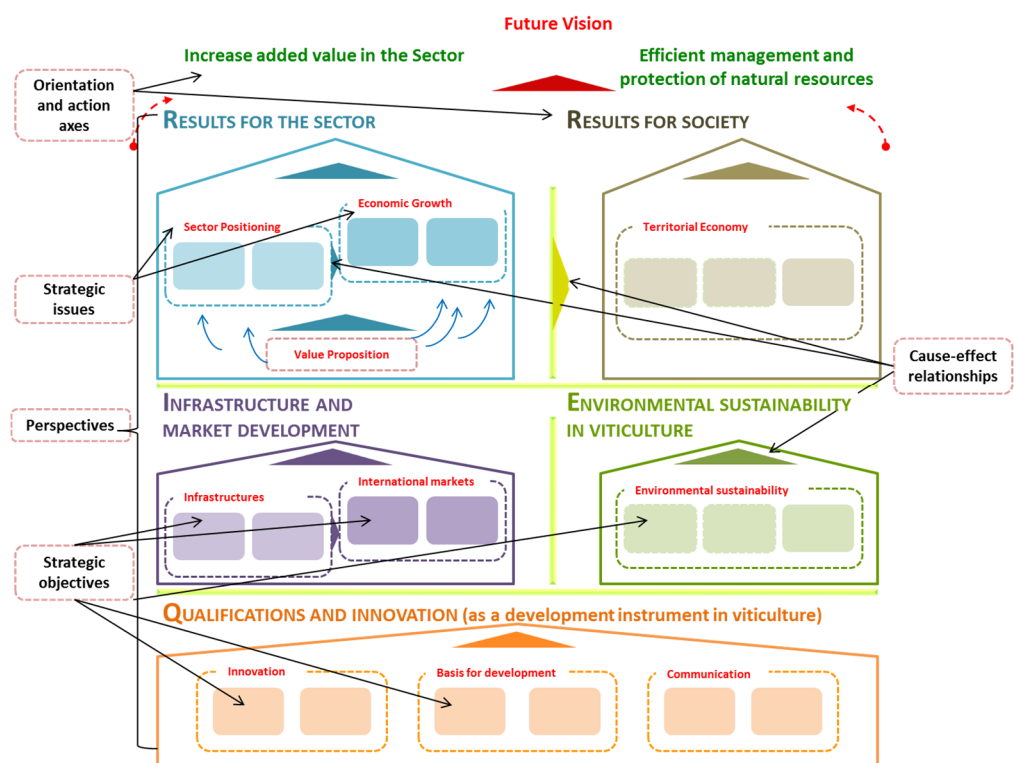 Future Vision
Increase added value in the Sector
Efficient management and
protection of natural resources
Orientation
and action
axes
RESULTS FOR THE SECTOR
RESULTS FOR SOCIETY
Economic Growth
Sector Positioning
Territorial Economy
Strategic
issues
Value Proposition
Cause-effect
relationships
INFRASTRUCTURE AND
MARKET DEVELOPMENT
ENVIRONMENTAL SUSTAINABILITY
IN VITICULTURE
Perspectives
Infrastructures
International markets
Environmental sustainability
Strategic
objectives
QUALIFICATIONS AND INNOVATION (as a development instrument in viticulture)
Innovation
Basis for development
Communication